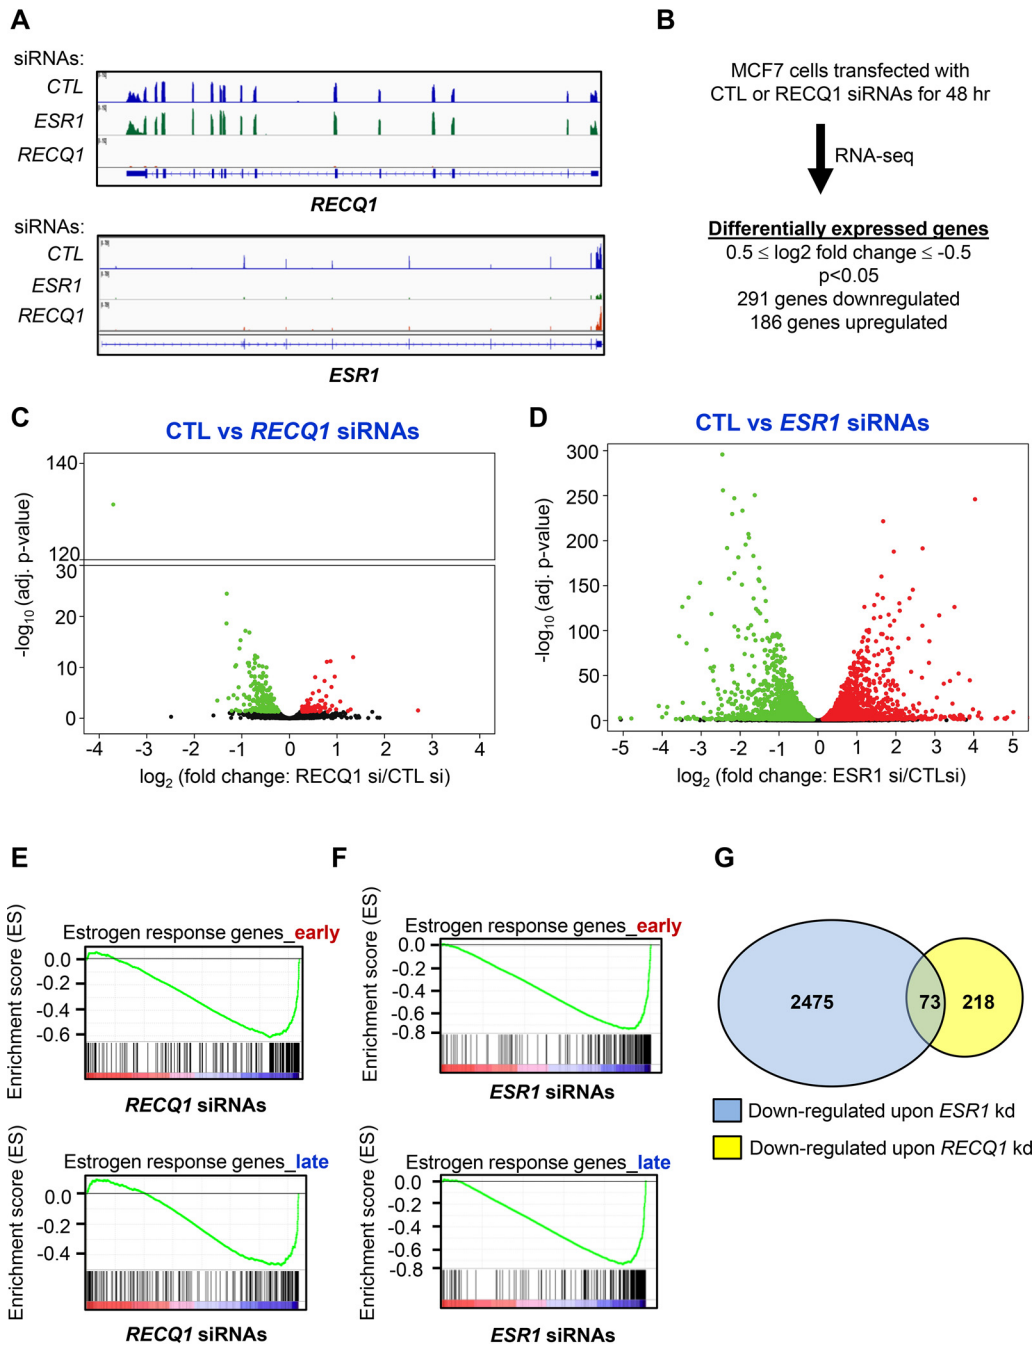 A
siRNAs:
CTL
ESR1
RECQ1
RECQ1
siRNAs:
CTL
ESR1
RECQ1
ESR1
B
MCF7 cells transfected with
CTL or RECQ1 siRNAs for 48 hr
RNA-seq
Differentially expressed genes
0.5 ≤ log2 fold change ≤ -0.5
p<0.05
291 genes downregulated
186 genes upregulated
C
CTL vs RECQ1 siRNAs
-log10 (adj. p-value)
140
120
30
20
10
0
-4 -3 -2 -1 0 1 2 3 4
log2 (fold change: RECQ1 si/CTL si)
D
CTL vs ESR1 siRNAs
-log10 (adj. p-value)
300
250
200
150
100
50
0
-5 -4 -3 -2 -1 0 1 2 3 4 5
log2 (fold change: ESR1 si/CTLsi)
E
Estrogen response genes_early
Enrichment score (ES)
0.0
-0.2
-0.4
-0.6
RECQ1 siRNAs
Estrogen response genes_late
Enrichment score (ES)
0.0
-0.2
-0.4
RECQ1 siRNAs
F
Estrogen response genes_early
Enrichment score (ES)
0.0
-0.2
-0.4
-0.6
-0.8
ESR1 siRNAs
Estrogen response genes_late
Enrichment score (ES)
0.0
-0.2
-0.4
-0.6
-0.8
ESR1 siRNAs
G
2475 73 218
Down-regulated upon ESR1 kd
Down-regulated upon RECQ1 kd